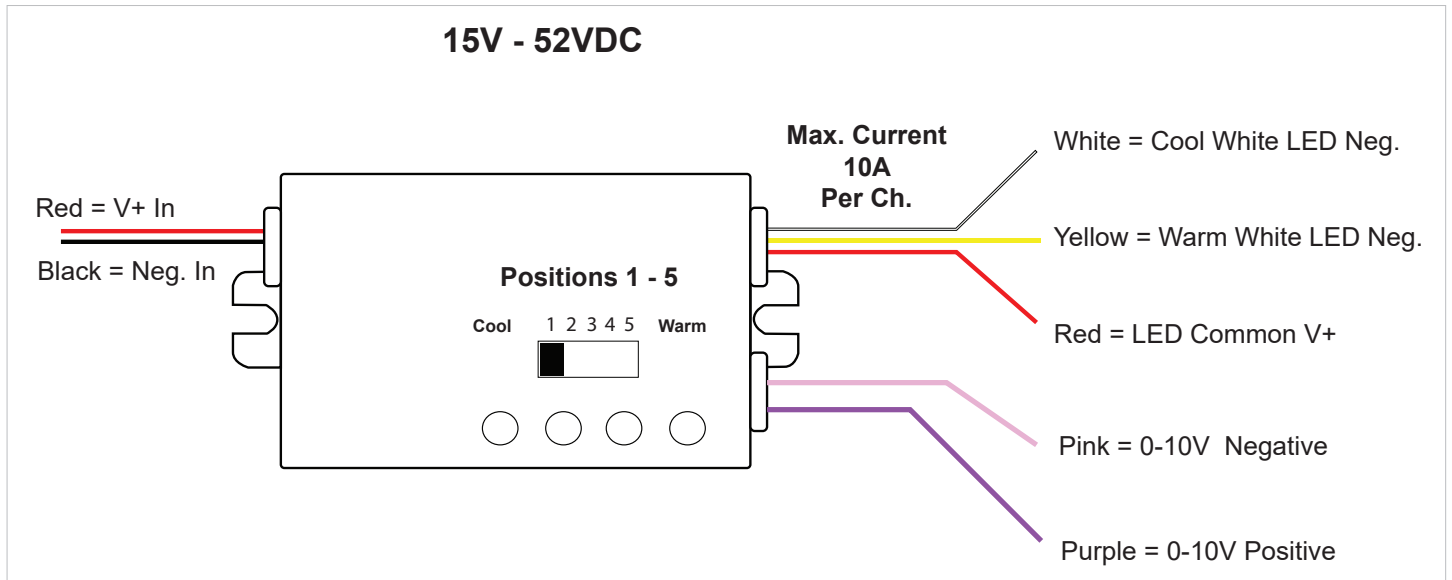 15V - 52VDC
Max. Current
10A
Per Ch.
White = Cool White LED Neg.
Red = V+ In
Yellow = Warm White LED Neg.
Black = Neg. In
Positions 1 - 5
Cool 1 2 3 4 5 Warm
Red = LED Common V+
Pink = 0-10V Negative
Purple = 0-10V Positive